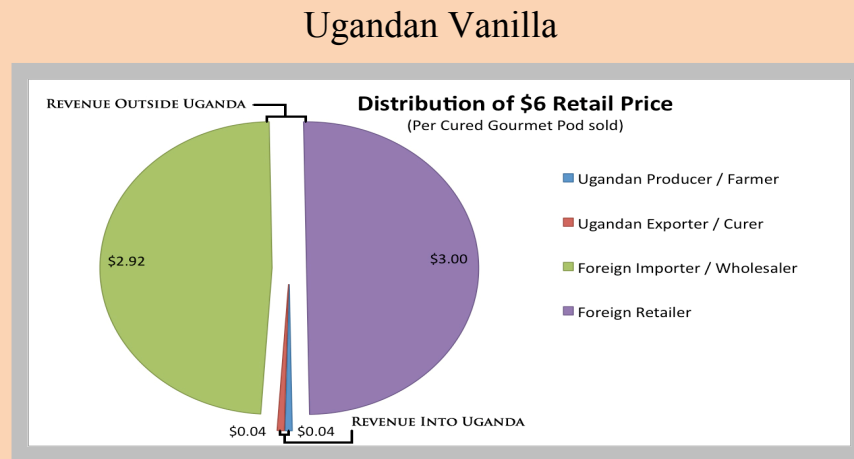 Ugandan Vanilla
REVENUE OUTSIDE UGANDA
Distribution of $6 Retail Price
(Per Cured Gourmet Pod sold)
Ugandan Producer / Farmer
Ugandan Exporter / Curer
Foreign Importer / Wholesaler
Foreign Retailer
$2.92
$3.00
REVENUE INTO UGANDA
$0.04
$0.04